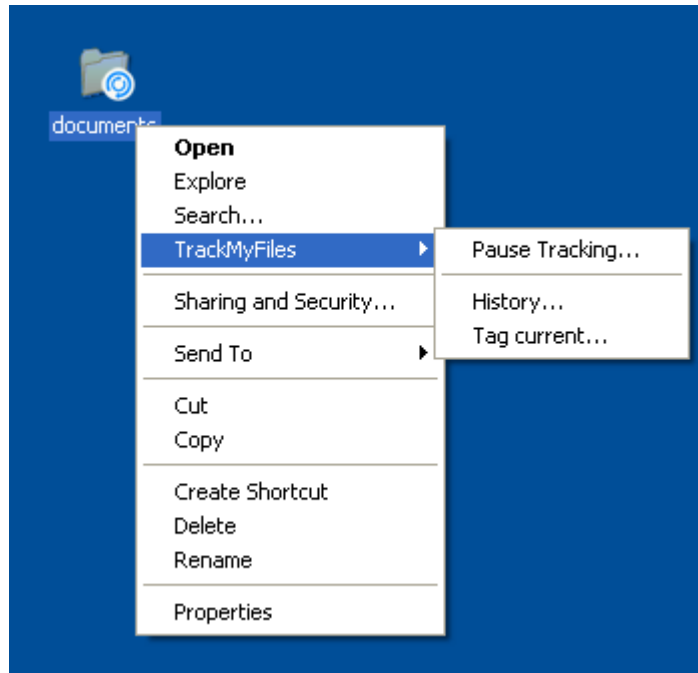 documents
Open
Explore
Search...
TrackMyFiles
Pause Tracking...
Sharing and Security...
History...
Tag current...
Send To
Cut
Copy
Create Shortcut
Delete
Rename
Properties